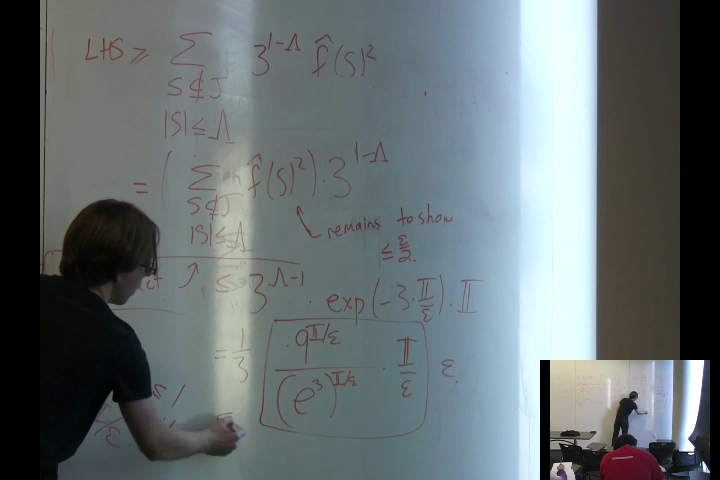 LHS ≥ Σ 3^{1-Λ} f̂(S)²
S⊄J
|S|≤Λ
= ( Σ f̂(S)² ) · 3^{1-Λ}
S⊄J
|S|≤Λ
remains to show
≤ ε/2.
≤ 3^{Λ-1} · exp(-3·𝕀/ε) · 𝕀
= 1/3 · 9^{𝕀/ε} / (e³)^{𝕀/ε} · 𝕀/ε ε.